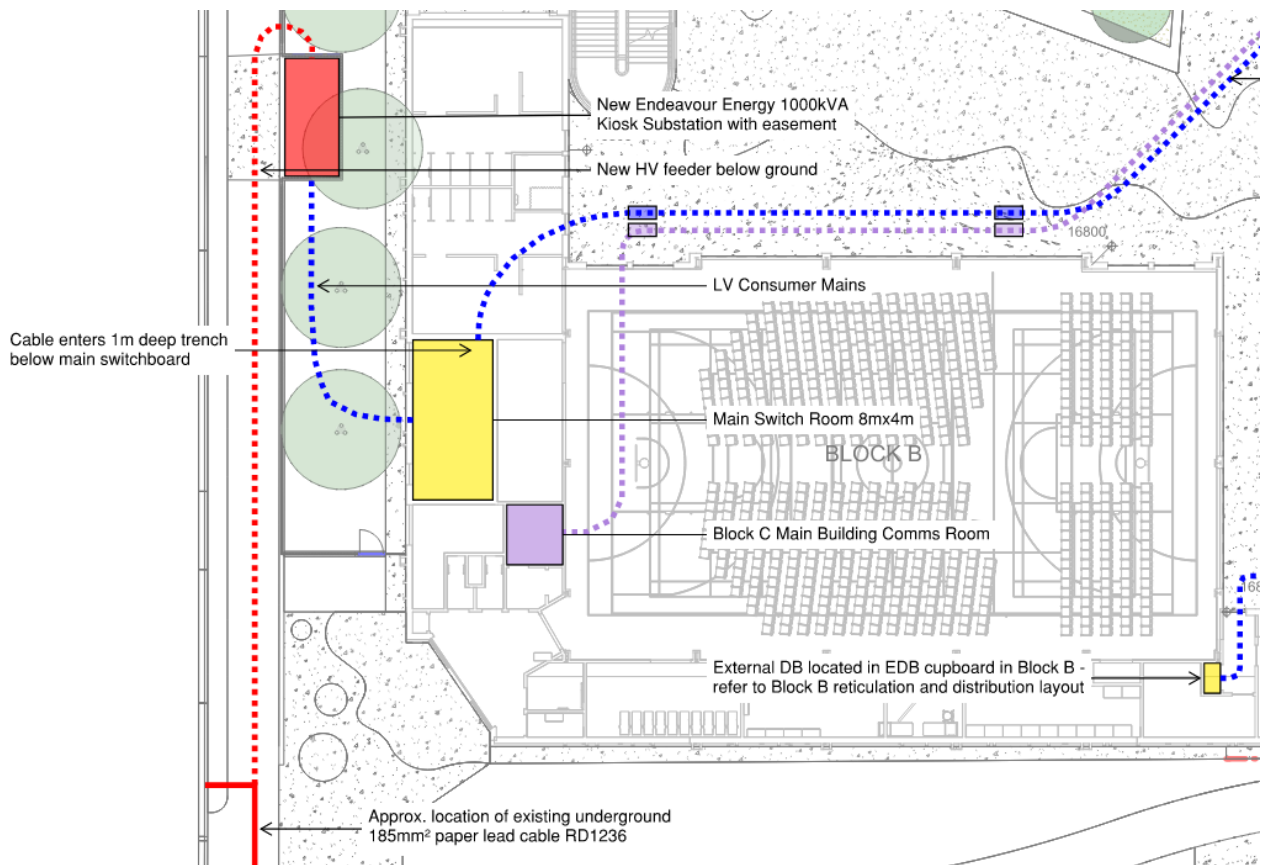 New Endeavour Energy 1000kVA
Kiosk Substation with easement
New HV feeder below ground
16800
LV Consumer Mains
Cable enters 1m deep trench
below main switchboard
Main Switch Room 8mx4m
BLOCK B
Block C Main Building Comms Room
168
External DB located in EDB cupboard in Block B -
refer to Block B reticulation and distribution layout
Approx. location of existing underground
185mm² paper lead cable RD1236